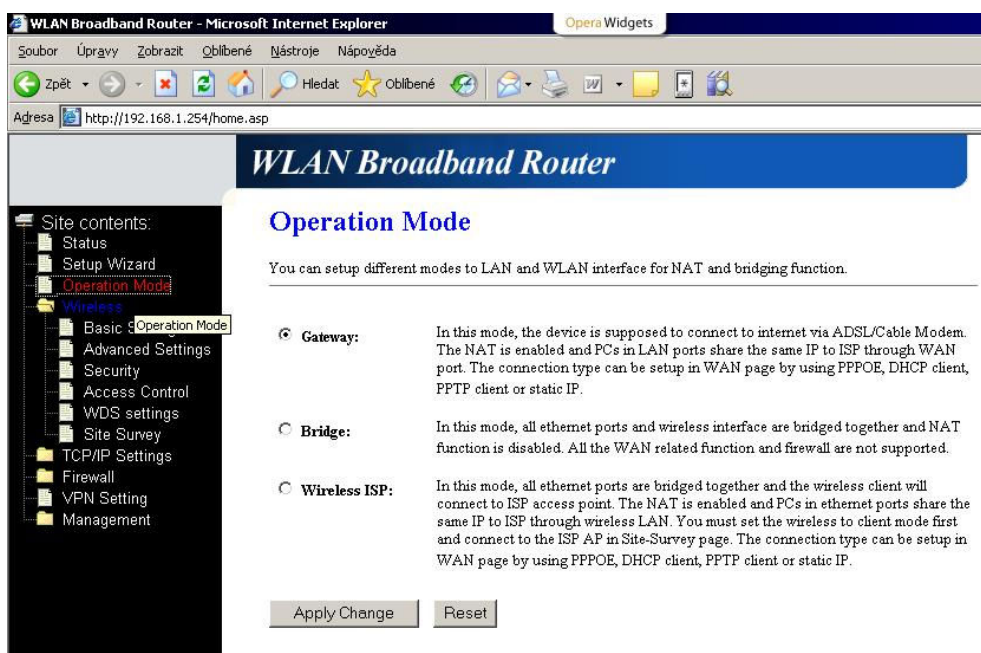 WLAN Broadband Router - Microsoft Internet Explorer
Opera Widgets
Soubor Úpravy Zobrazit Oblíbené Nástroje Nápověda
Zpět Hledat Oblíbené
Adresa http://192.168.1.254/home.asp
WLAN Broadband Router
Site contents:
Status
Setup Wizard
Operation Mode
Wireless
Basic
Operation Mode
Advanced Settings
Security
Access Control
WDS settings
Site Survey
TCP/IP Settings
Firewall
VPN Setting
Management
Operation Mode
You can setup different modes to LAN and WLAN interface for NAT and bridging function.
Gateway:
In this mode, the device is supposed to connect to internet via ADSL/Cable Modem.
The NAT is enabled and PCs in LAN ports share the same IP to ISP through WAN
port. The connection type can be setup in WAN page by using PPPOE, DHCP client,
PPTP client or static IP.
Bridge:
In this mode, all ethernet ports and wireless interface are bridged together and NAT
function is disabled. All the WAN related function and firewall are not supported.
Wireless ISP:
In this mode, all ethernet ports are bridged together and the wireless client will
connect to ISP access point. The NAT is enabled and PCs in ethernet ports share the
same IP to ISP through wireless LAN. You must set the wireless to client mode first
and connect to the ISP AP in Site-Survey page. The connection type can be setup in
WAN page by using PPPOE, DHCP client, PPTP client or static IP.
Apply Change Reset